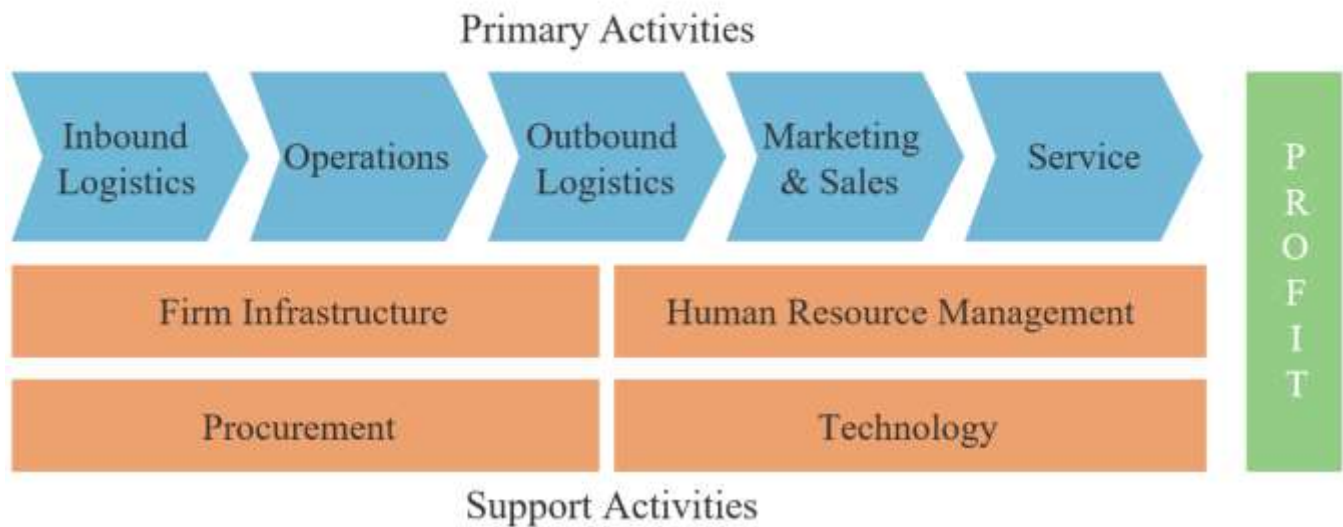 Primary Activities
Inbound
Logistics
Operations
Outbound
Logistics
Marketing
& Sales
Service
Firm Infrastructure
Human Resource Management
Procurement
Technology
Support Activities
P
R
O
F
I
T